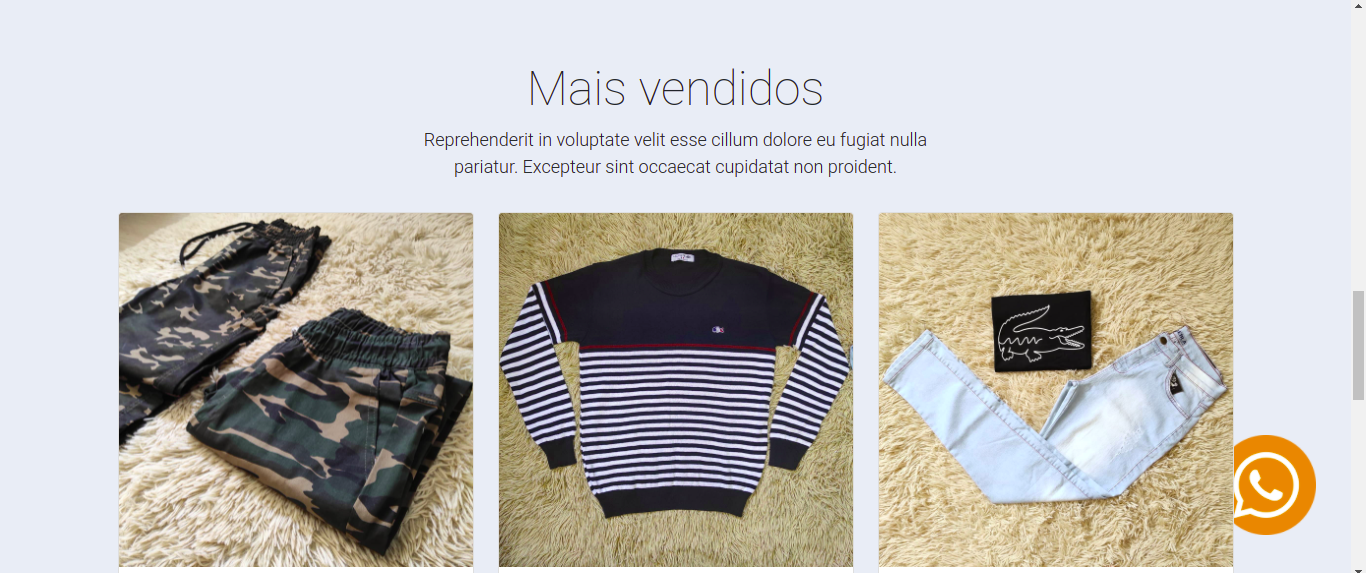 Mais vendidos
Reprehenderit in voluptate velit esse cillum dolore eu fugiat nulla
pariatur. Excepteur sint occaecat cupidatat non proident.